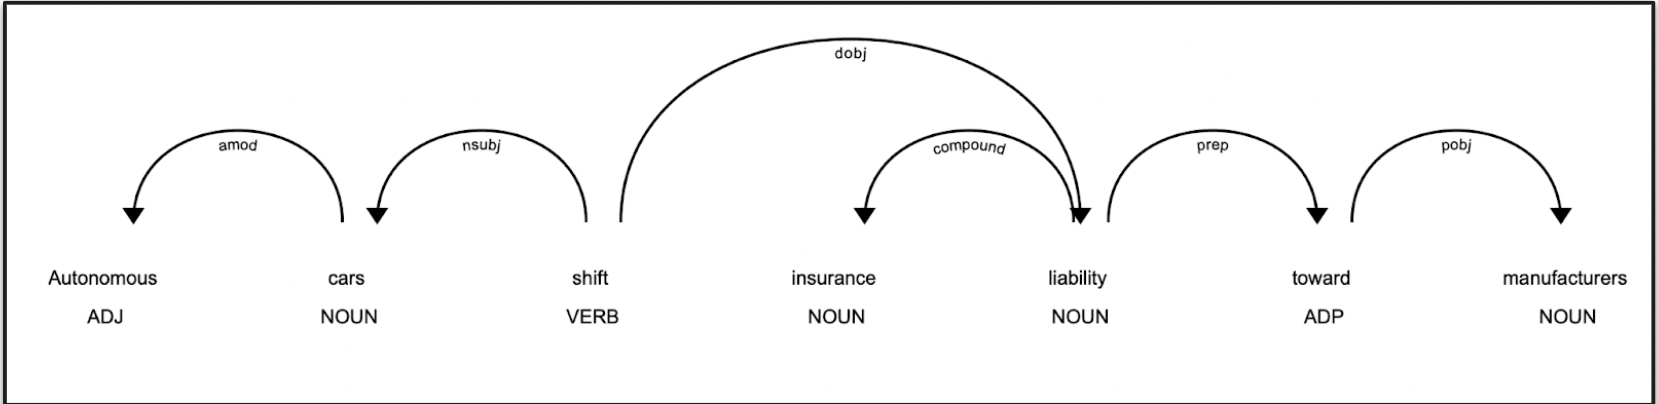 dobj
amod nsubj compound prep pobj
Autonomous cars shift insurance liability toward manufacturers
ADJ NOUN VERB NOUN NOUN ADP NOUN